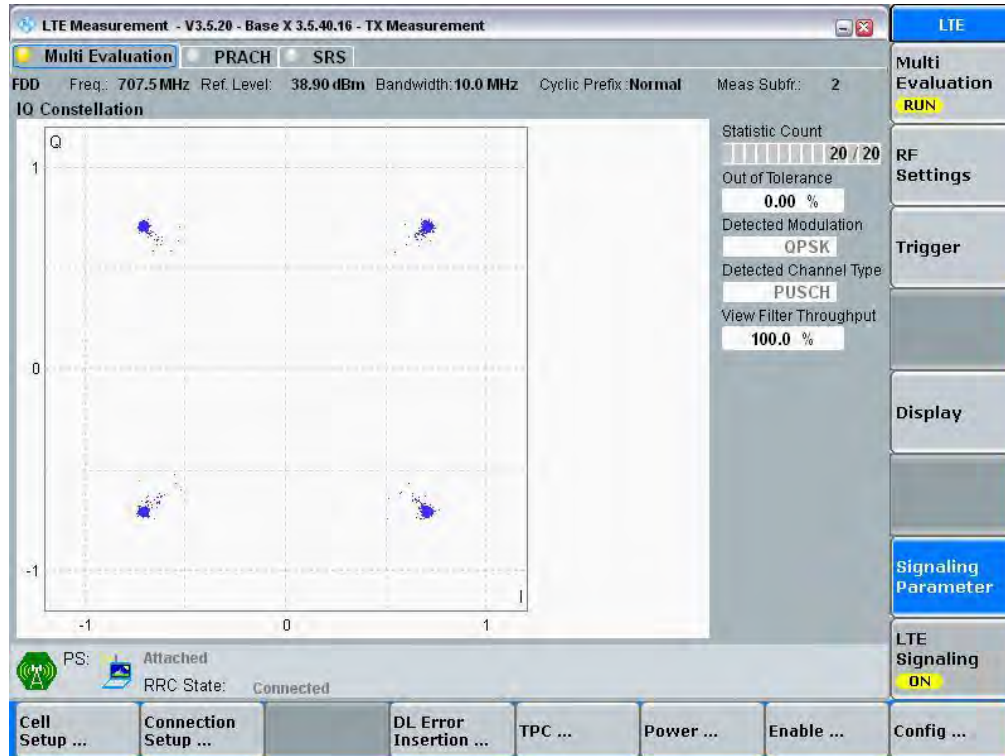 LTE Measurement - V3.5.20 - Base X 3.5.40.16 - TX Measurement
LTE
Multi Evaluation PRACH SRS
FDD Freq.: 707.5 MHz Ref. Level: 38.90 dBm Bandwidth: 10.0 MHz Cyclic Prefix : Normal Meas Subfr.: 2
IQ Constellation
Q
1
0
-1
-1 0 1
I
Statistic Count
20 / 20
Out of Tolerance
0.00 %
Detected Modulation
QPSK
Detected Channel Type
PUSCH
View Filter Throughput
100.0 %
Multi
Evaluation
RUN
RF
Settings
Trigger
Display
Signaling
Parameter
LTE
Signaling
ON
PS: Attached
RRC State: Connected
Cell
Setup ...
Connection
Setup ...
DL Error
Insertion ...
TPC ...
Power ...
Enable ...
Config ...